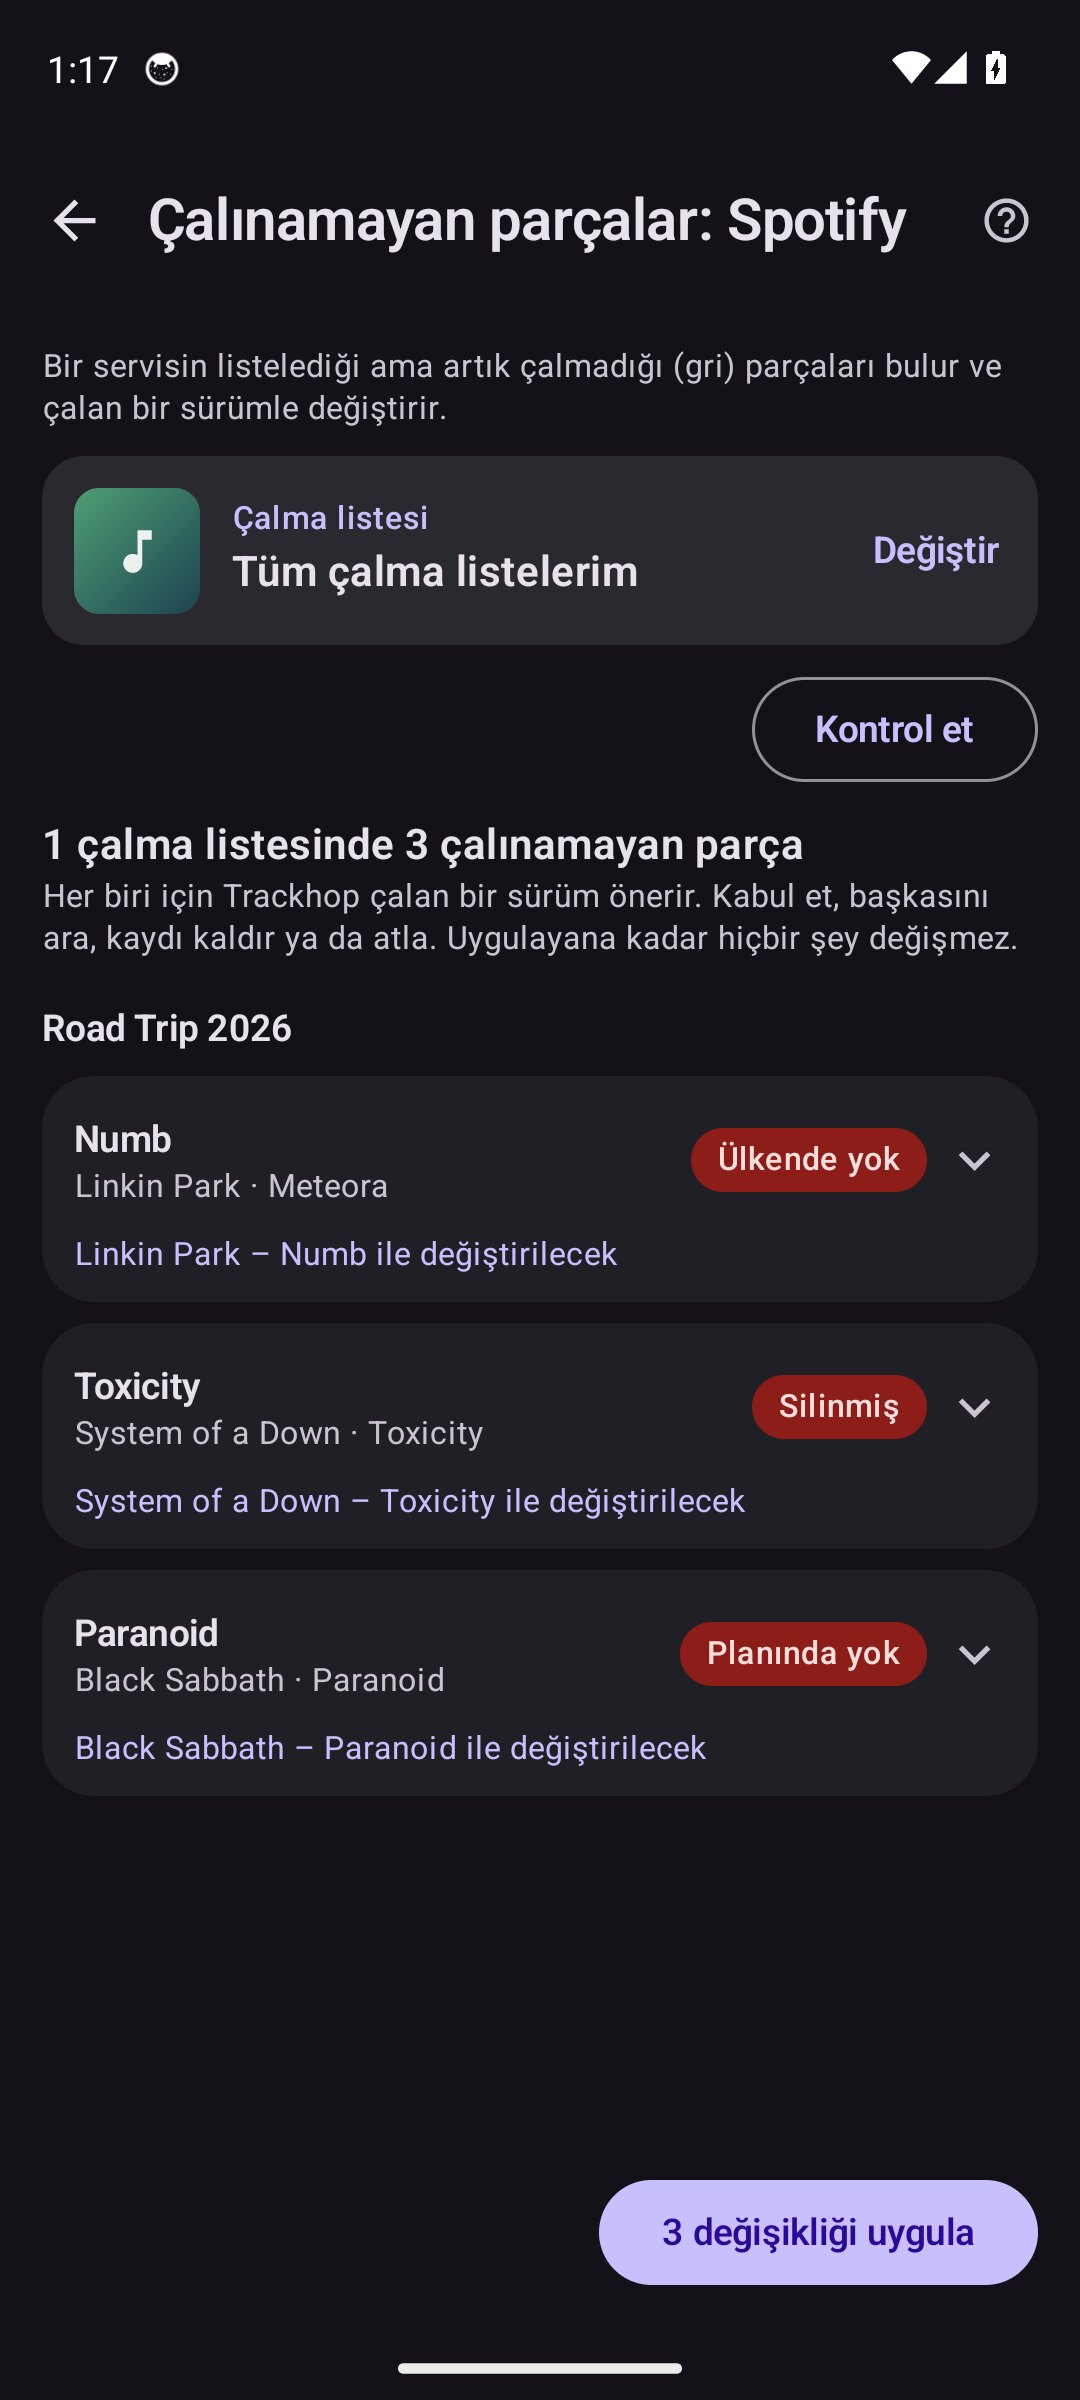 1:17
Çalınamayan parçalar: Spotify
Bir servisin listelediği ama artık çalmadığı (gri) parçaları bulur ve
çalan bir sürümle değiştirir.
Çalma listesi
Tüm çalma listelerim
Değiştir
Kontrol et
1 çalma listesinde 3 çalınamayan parça
Her biri için Trackhop çalan bir sürüm önerir. Kabul et, başkasını
ara, kaydı kaldır ya da atla. Uygulayana kadar hiçbir şey değişmez.
Road Trip 2026
Numb
Linkin Park · Meteora
Ülkende yok
Linkin Park – Numb ile değiştirilecek
Toxicity
System of a Down · Toxicity
Silinmiş
System of a Down – Toxicity ile değiştirilecek
Paranoid
Black Sabbath · Paranoid
Planında yok
Black Sabbath – Paranoid ile değiştirilecek
3 değişikliği uygula